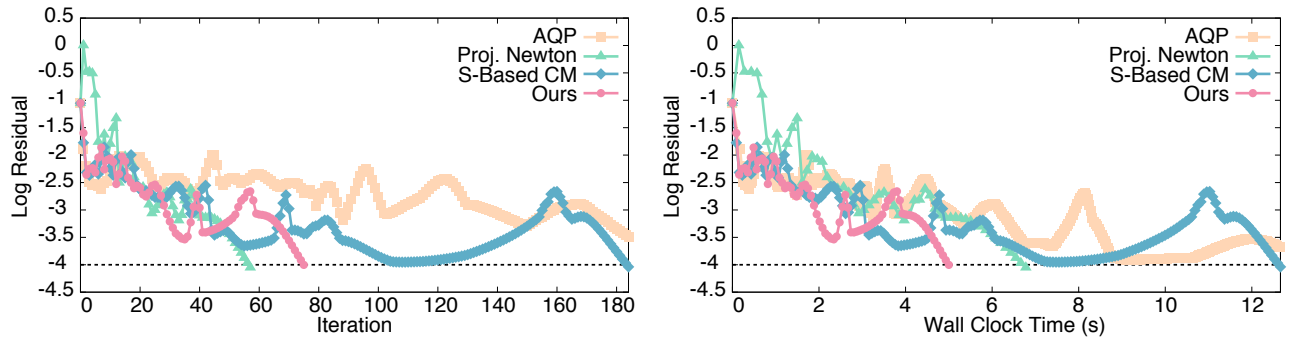 0.5
0
-0.5
-1
-1.5
-2
-2.5
-3
-3.5
-4
-4.5
Log Residual
AQP
Proj. Newton
S-Based CM
Ours
0 20 40 60 80 100 120 140 160 180
Iteration
0.5
0
-0.5
-1
-1.5
-2
-2.5
-3
-3.5
-4
-4.5
Log Residual
AQP
Proj. Newton
S-Based CM
Ours
0 2 4 6 8 10 12
Wall Clock Time (s)